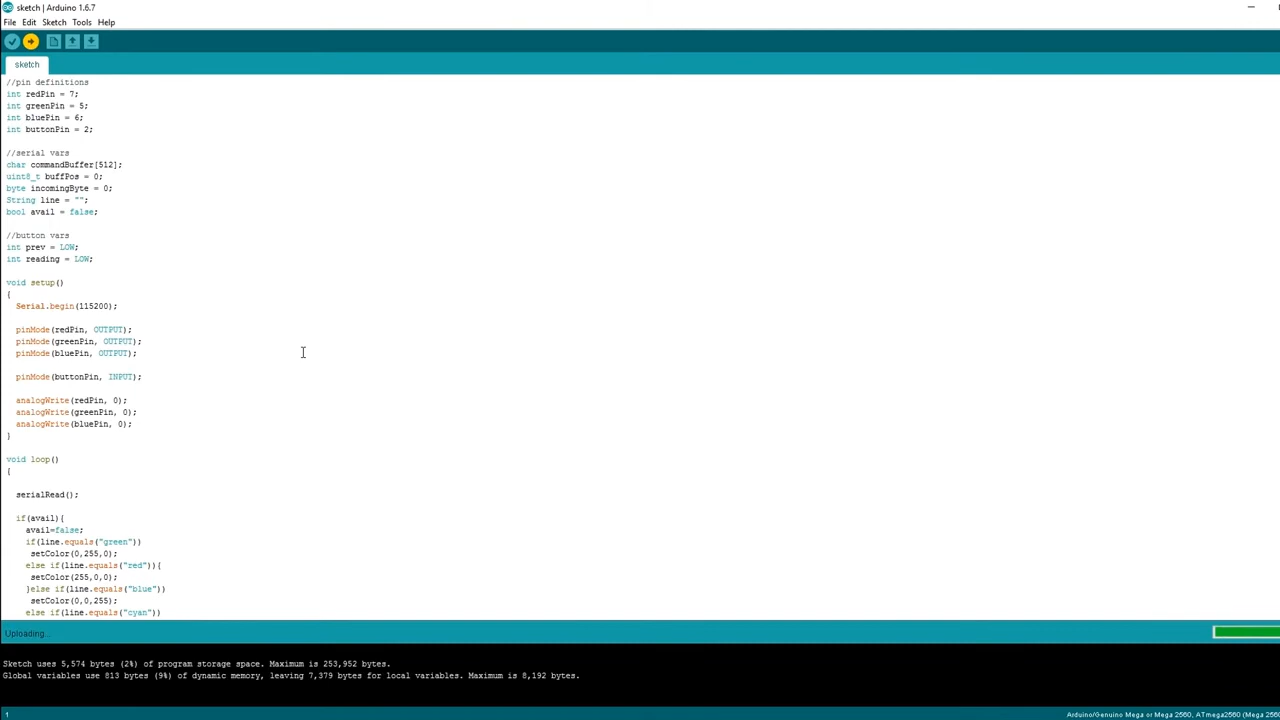 sketch | Arduino 1.6.7
File Edit Sketch Tools Help
sketch
//pin definitions
int redPin = 7;
int greenPin = 5;
int bluePin = 6;
int buttonPin = 2;
//serial vars
char commandBuffer[512];
uint8_t buffPos = 0;
byte incomingByte = 0;
String line = "";
bool avail = false;
//button vars
int prev = LOW;
int reading = LOW;
void setup()
{
Serial.begin(115200);
pinMode(redPin, OUTPUT);
pinMode(greenPin, OUTPUT);
pinMode(bluePin, OUTPUT);
pinMode(buttonPin, INPUT);
analogWrite(redPin, 0);
analogWrite(greenPin, 0);
analogWrite(bluePin, 0);
}
void loop()
{
serialRead();
if(avail){
avail=false;
if(line.equals("green"))
setColor(0,255,0);
else if(line.equals("red")){
setColor(255,0,0);
}else if(line.equals("blue"))
setColor(0,0,255);
else if(line.equals("cyan"))
Uploading...
Sketch uses 5,574 bytes (2%) of program storage space. Maximum is 253,952 bytes.
Global variables use 813 bytes (9%) of dynamic memory, leaving 7,379 bytes for local variables. Maximum is 8,192 bytes.
1 Arduino/Genuino Mega or Mega 2560, ATmega2560 (Mega 2560